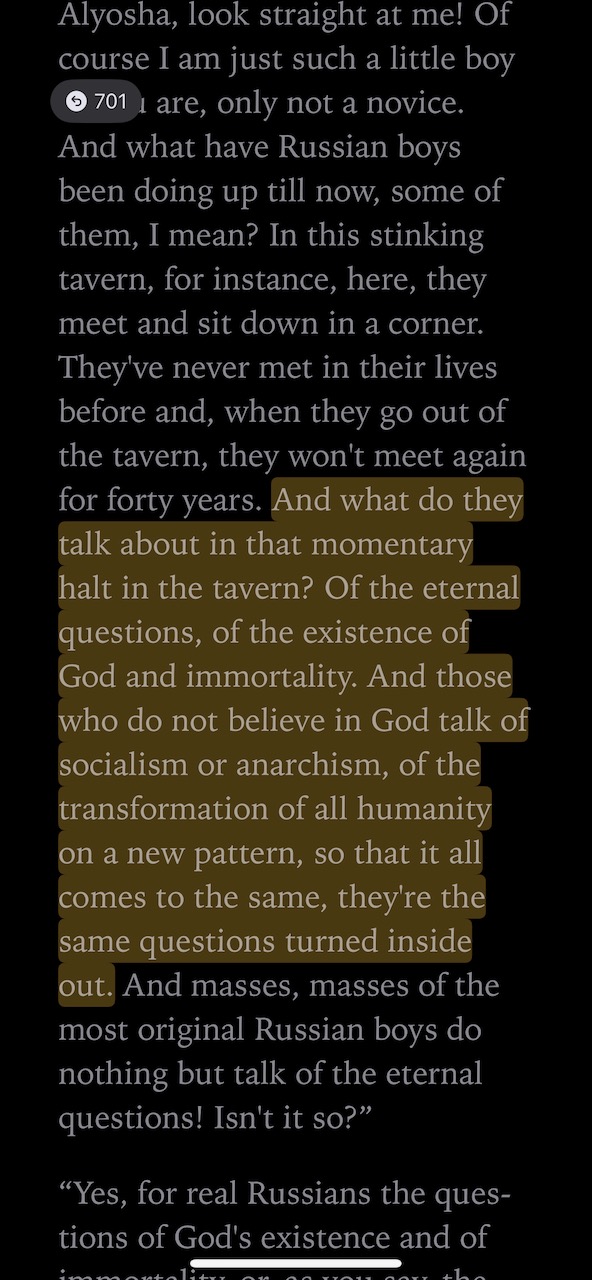 Alyosha, look straight at me! Of
course I am just such a little boy
701
are, only not a novice.
And what have Russian boys
been doing up till now, some of
them, I mean? In this stinking
tavern, for instance, here, they
meet and sit down in a corner.
They've never met in their lives
before and, when they go out of
the tavern, they won't meet again
for forty years. And what do they
talk about in that momentary
halt in the tavern? Of the eternal
questions, of the existence of
God and immortality. And those
who do not believe in God talk of
socialism or anarchism, of the
transformation of all humanity
on a new pattern, so that it all
comes to the same, they're the
same questions turned inside
out. And masses, masses of the
most original Russian boys do
nothing but talk of the eternal
questions! Isn't it so?”
“Yes, for real Russians the ques-
tions of God's existence and of
immortality, or, as you say, the